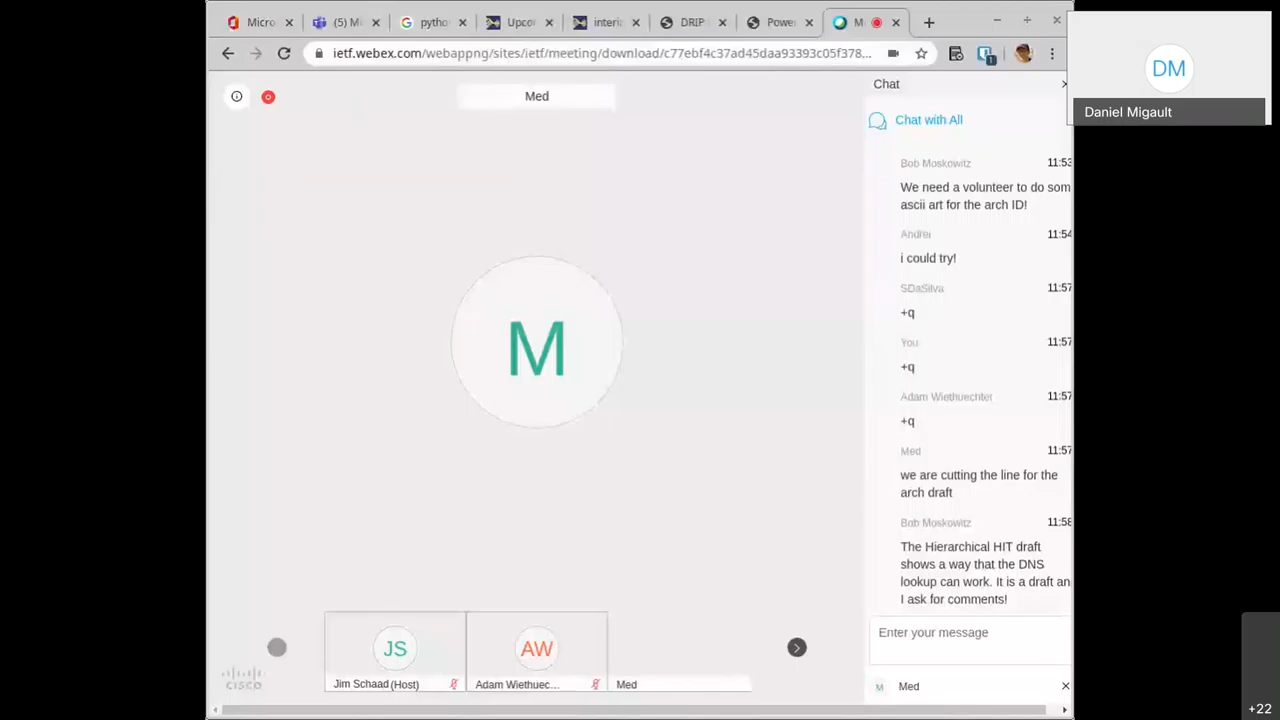 Micro
(5) Mi
pytho
Upcor
interic
DRIP
Power
M
ietf.webex.com/webappng/sites/ietf/meeting/download/c77ebf4c37ad45daa93393c05f378...
1
Med
Chat
DM
Daniel Migault
Chat with All
Bob Moskowitz 11:53
We need a volunteer to do som
ascii art for the arch ID!
Andrei 11:54
i could try!
SDaSilva 11:57
+q
You 11:57
+q
Adam Wiethuechter 11:57
+q
Med 11:57
we are cutting the line for the
arch draft
Bob Moskowitz 11:58
The Hierarchical HIT draft
shows a way that the DNS
lookup can work. It is a draft an
I ask for comments!
M
Enter your message
JS
AW
Jim Schaad (Host)
Adam Wiethuec...
Med
CISCO
M Med
+22